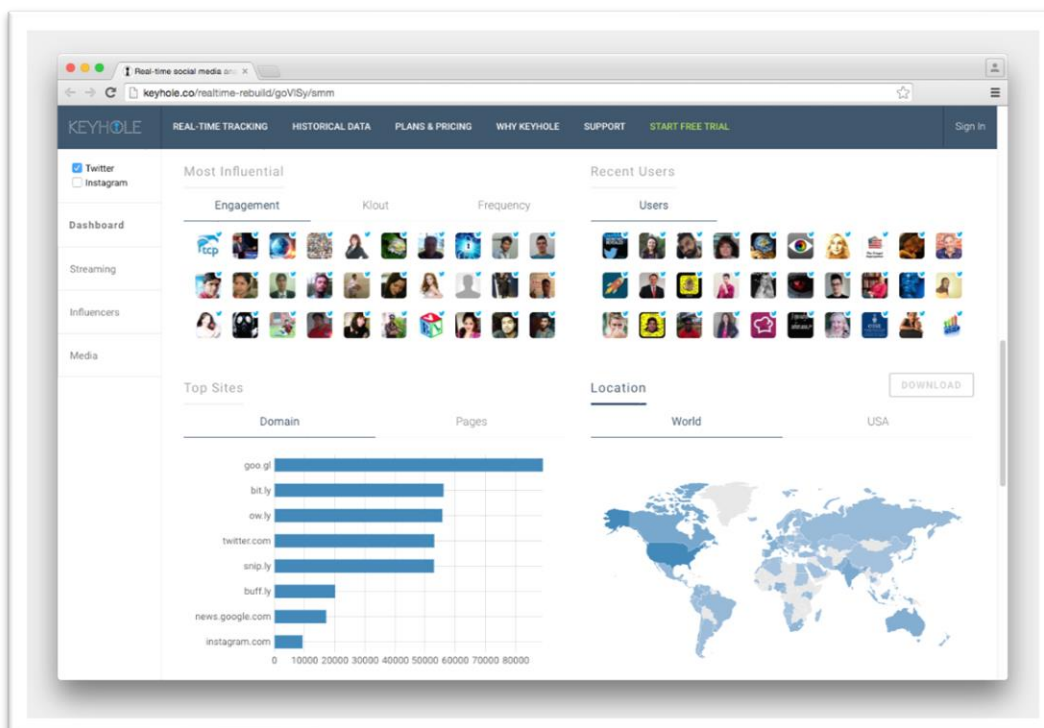 Real-time social media an
keyhole.co/realtime-rebuild/goVlSy/smm
KEYHOLE
REAL-TIME TRACKING HISTORICAL DATA PLANS & PRICING WHY KEYHOLE SUPPORT START FREE TRIAL Sign In
Twitter
Instagram
Dashboard
Streaming
Influencers
Media
Most Influential
Engagement Klout Frequency
tcp
Recent Users
Users
Top Sites
Domain Pages
goo.gl
bit.ly
ow.ly
twitter.com
snip.ly
buff.ly
news.google.com
instagram.com
0 10000 20000 30000 40000 50000 60000 70000 80000
Location
DOWNLOAD
World USA